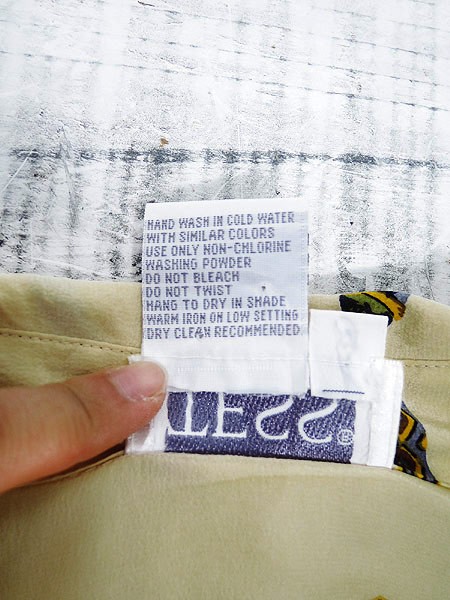 HAND WASH IN COLD WATER
WITH SIMILAR COLORS
USE ONLY NON-CHLORINE
WASHING POWDER
DO NOT BLEACH
DO NOT TWIST
HANG TO DRY IN SHADE
WARM IRON ON LOW SETTING
DRY CLEAN RECOMMENDED
TESS®